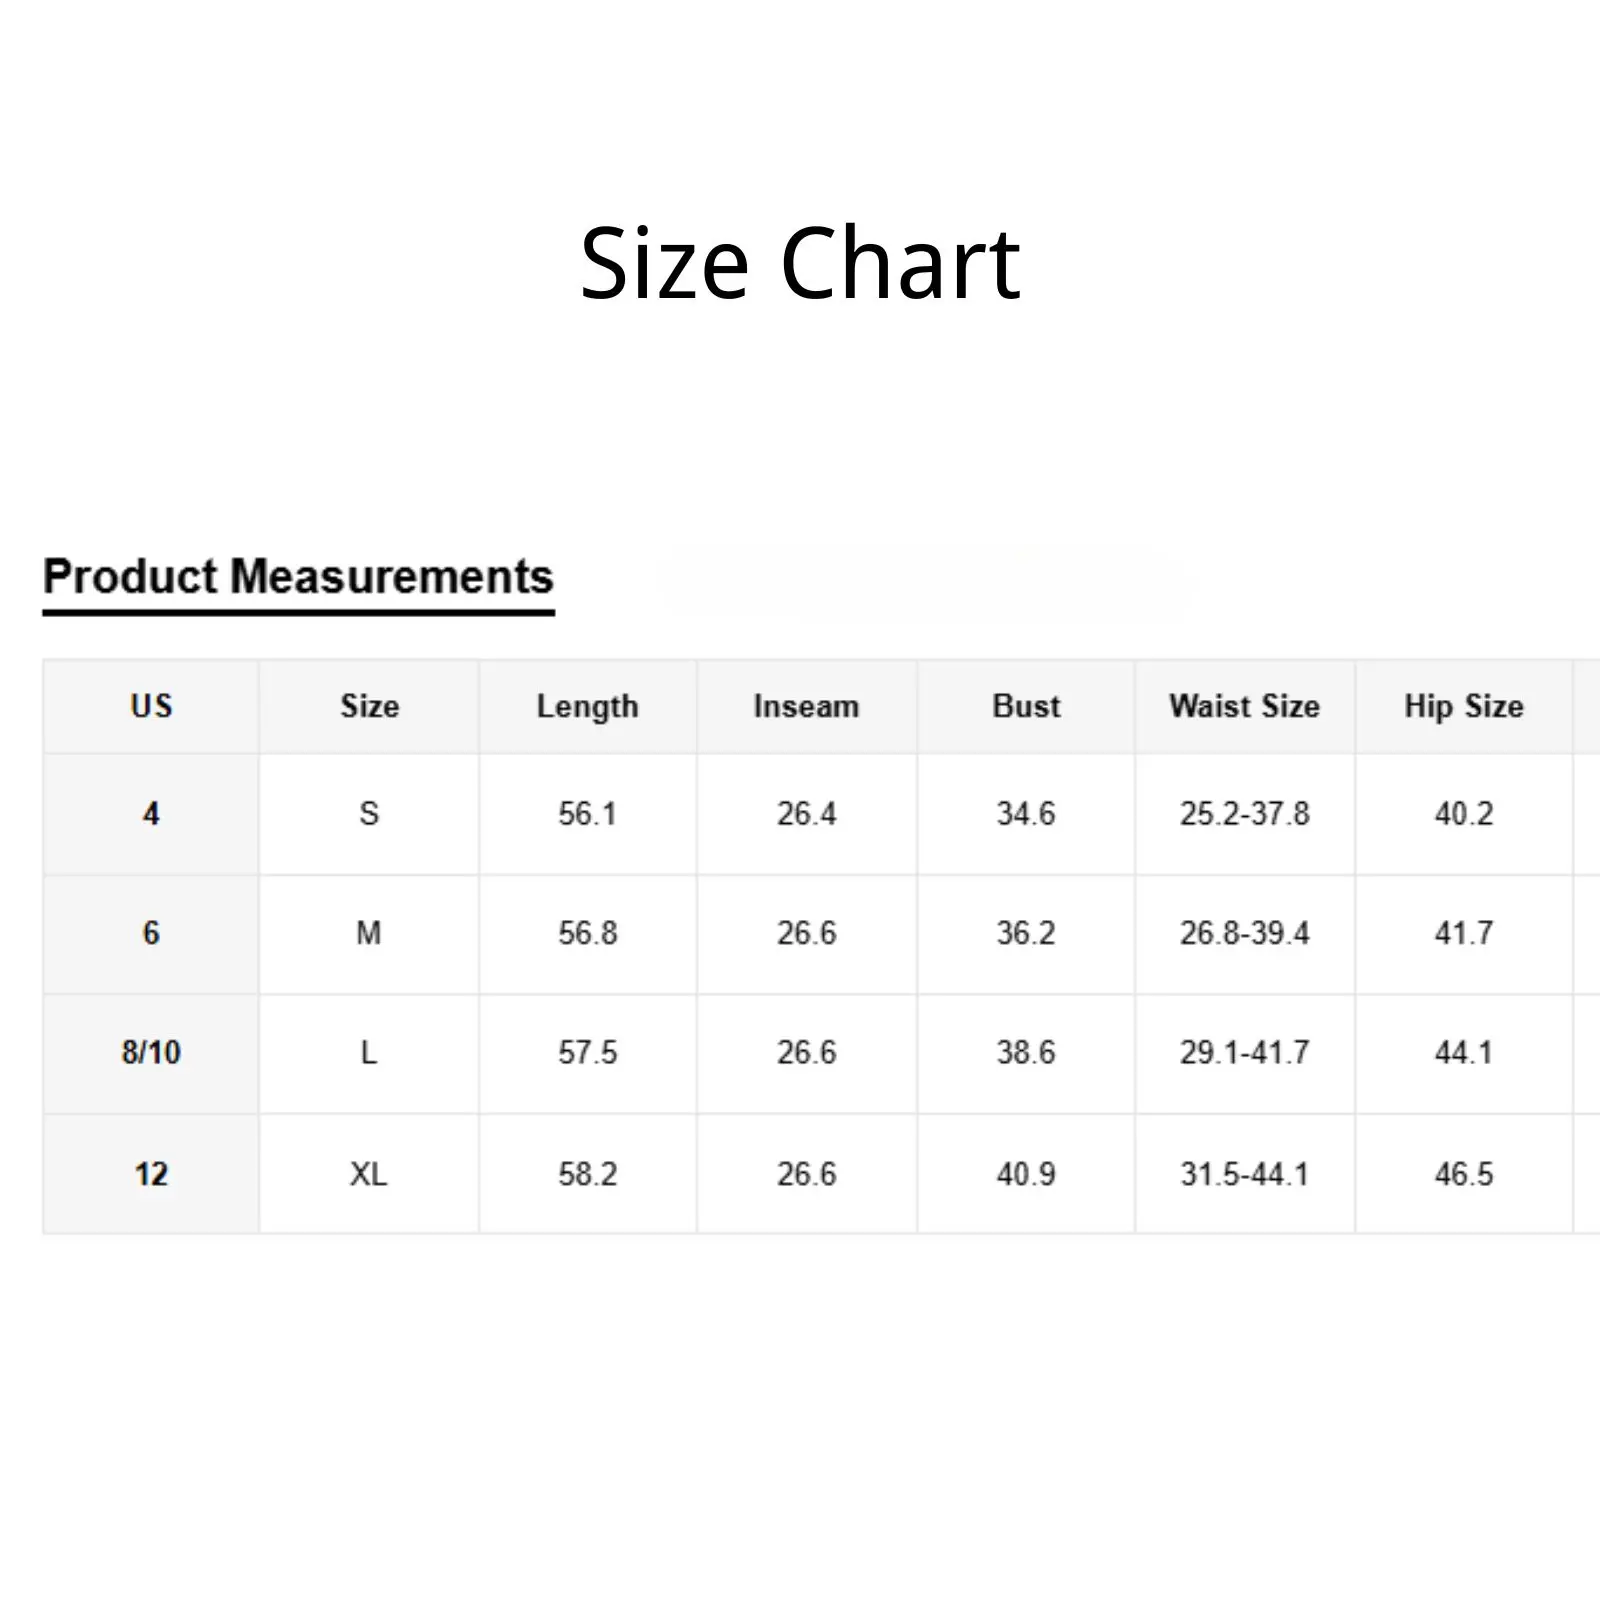 Size Chart
Product Measurements
US Size Length Inseam Bust Waist Size Hip Size
4 S 56.1 26.4 34.6 25.2-37.8 40.2
6 M 56.8 26.6 36.2 26.8-39.4 41.7
8/10 L 57.5 26.6 38.6 29.1-41.7 44.1
12 XL 58.2 26.6 40.9 31.5-44.1 46.5